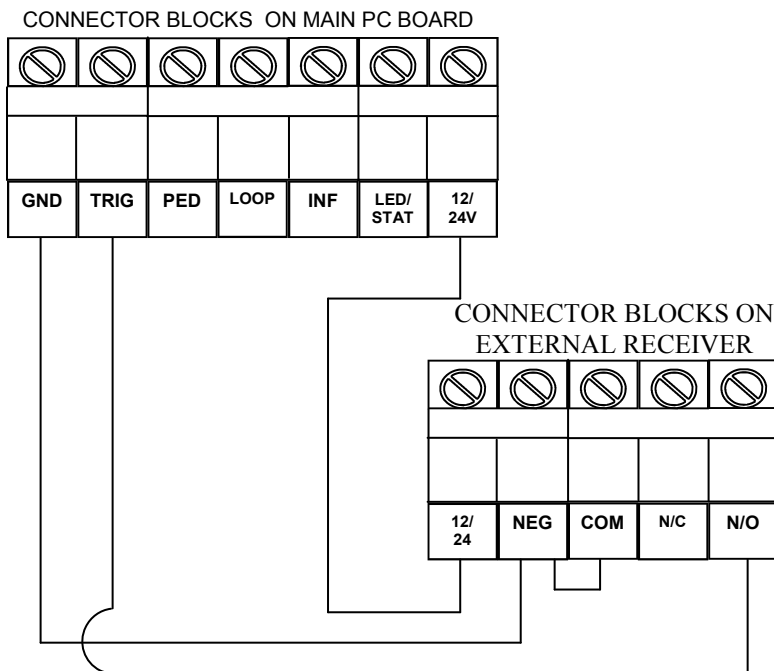 CONNECTOR BLOCKS ON MAIN PC BOARD
GND TRIG PED LOOP INF LED/ STAT 12/ 24V
CONNECTOR BLOCKS ON
EXTERNAL RECEIVER
12/ 24 NEG COM N/C N/O